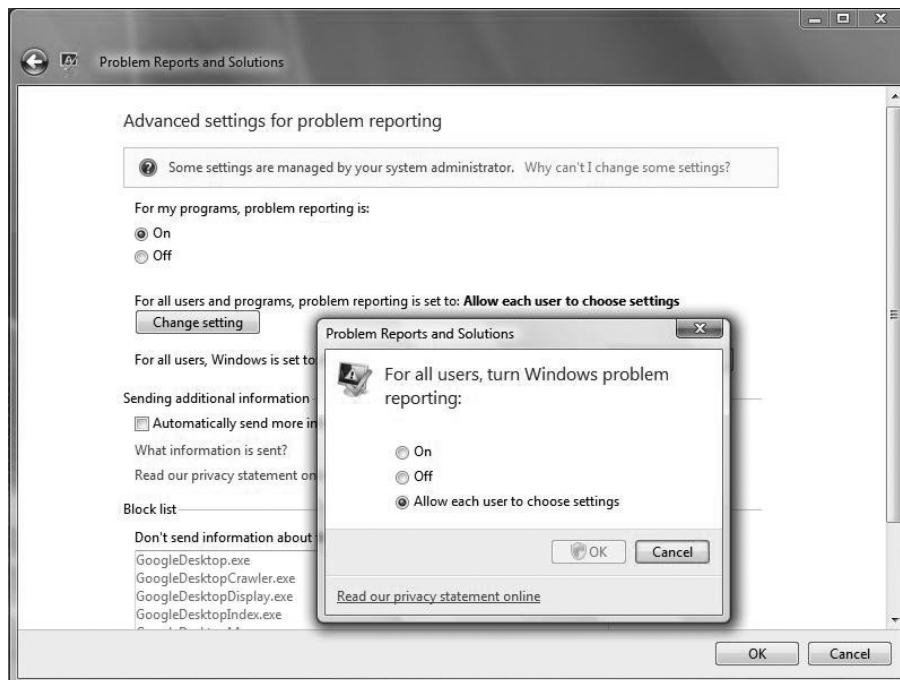 Problem Reports and Solutions
Advanced settings for problem reporting
Some settings are managed by your system administrator. Why can't I change some settings?
For my programs, problem reporting is:
On
Off
For all users and programs, problem reporting is set to: Allow each user to choose settings
Change setting
For all users, Windows is set to
Sending additional information
Automatically send more
What information is sent?
Read our privacy statement
Block list
Don't send information about
GoogleDesktop.exe
GoogleDesktopCrawler.exe
GoogleDesktopDisplay.exe
GoogleDesktopIndex.exe
Problem Reports and Solutions
For all users, turn Windows problem
reporting:
On
Off
Allow each user to choose settings
OK Cancel
Read our privacy statement online
OK Cancel